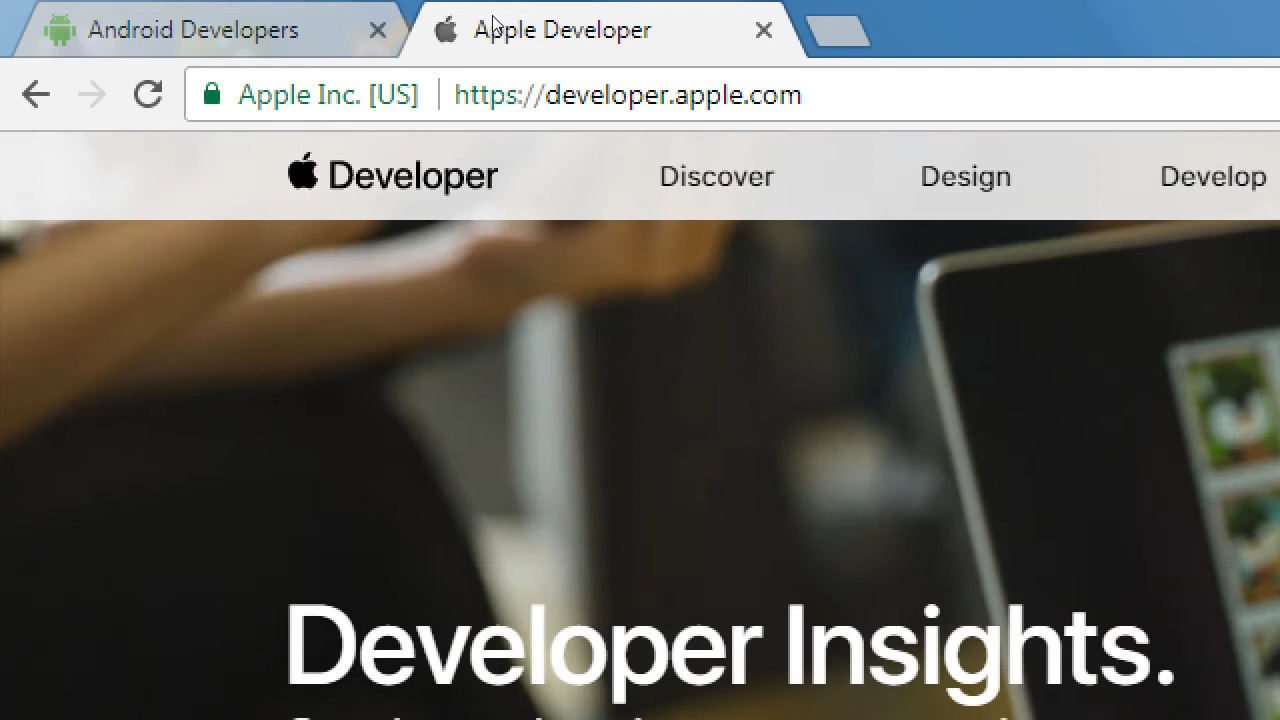 Android Developers
Apple Developer
Apple Inc. [US] https://developer.apple.com
Developer Discover Design Develop
Developer Insights.